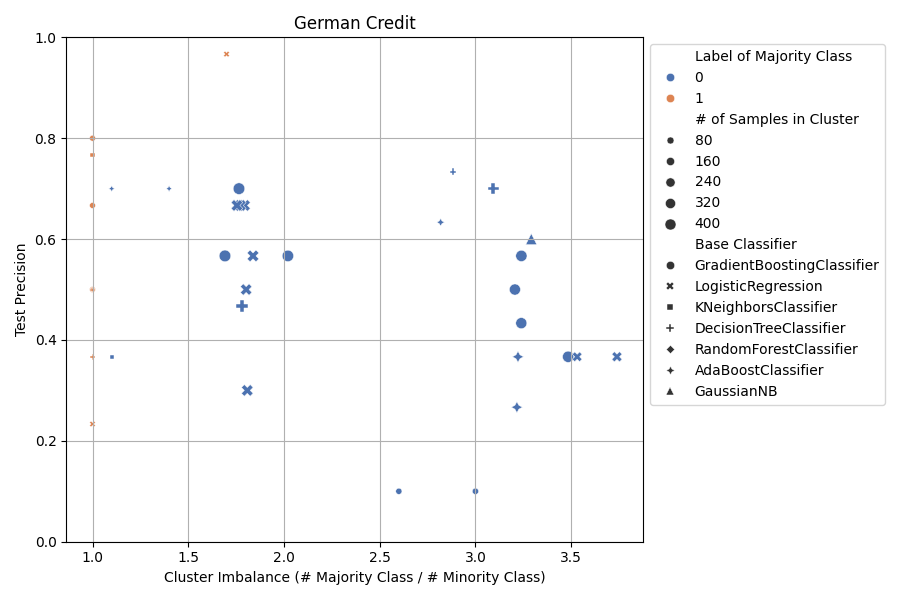 German Credit
1.0
0.8
0.6
0.4
0.2
0.0
Test Precision
1.0
1.5
2.0
2.5
3.0
3.5
Cluster Imbalance (# Majority Class / # Minority Class)
Label of Majority Class
0
1
# of Samples in Cluster
80
160
240
320
400
Base Classifier
GradientBoostingClassifier
LogisticRegression
KNeighborsClassifier
DecisionTreeClassifier
RandomForestClassifier
AdaBoostClassifier
GaussianNB